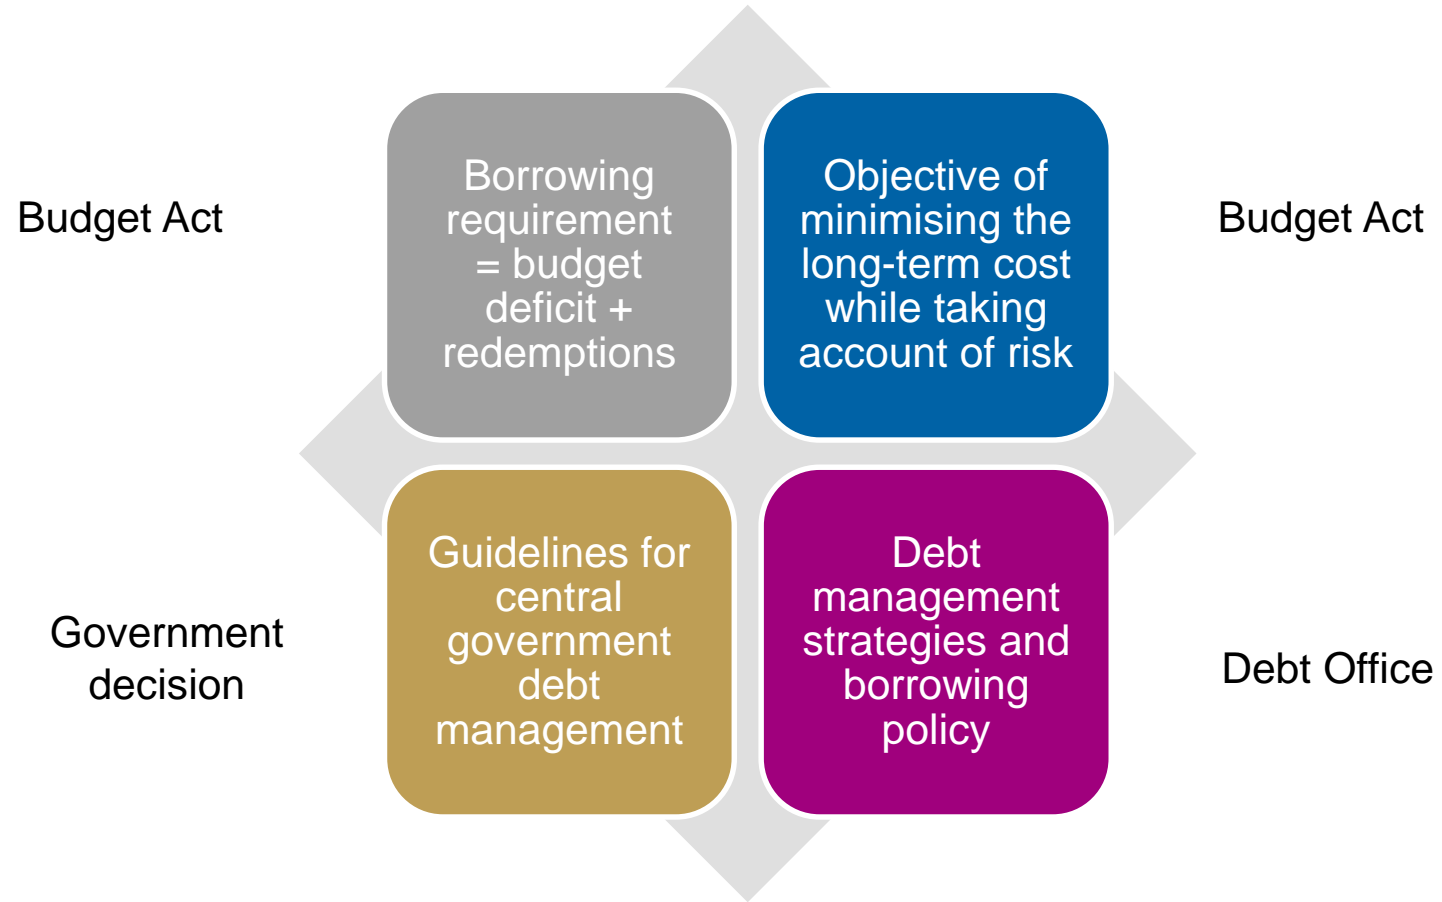 Budget Act
Borrowing
requirement
= budget
deficit +
redemptions
Objective of
minimising the
long-term cost
while taking
account of risk
Budget Act
Government
decision
Guidelines for
central
government
debt
management
Debt
management
strategies and
borrowing
policy
Debt Office